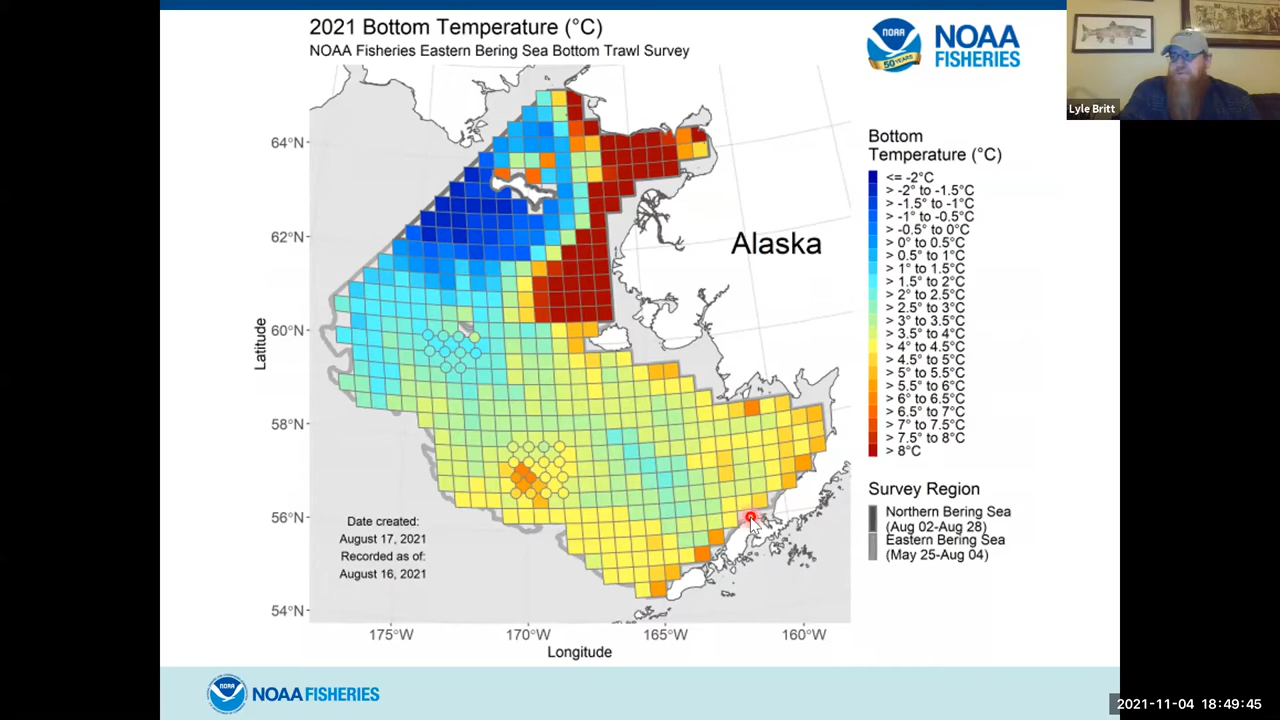 2021 Bottom Temperature (°C)
NOAA Fisheries Eastern Bering Sea Bottom Trawl Survey
NOAA
50 YEARS
NOAA
FISHERIES
Lyle Britt
Alaska
Bottom
Temperature (°C)
<= -2°C
> -2° to -1.5°C
> -1.5° to -1°C
> -1° to -0.5°C
> -0.5° to 0°C
> 0° to 0.5°C
> 0.5° to 1°C
> 1° to 1.5°C
> 1.5° to 2°C
> 2° to 2.5°C
> 2.5° to 3°C
> 3° to 3.5°C
> 3.5° to 4°C
> 4° to 4.5°C
> 4.5° to 5°C
> 5° to 5.5°C
> 5.5° to 6°C
> 6° to 6.5°C
> 6.5° to 7°C
> 7° to 7.5°C
> 7.5° to 8°C
> 8°C
Survey Region
Northern Bering Sea
(Aug 02-Aug 28)
Eastern Bering Sea
(May 25-Aug 04)
64°N
62°N
60°N
58°N
56°N
54°N
Latitude
Date created:
August 17, 2021
Recorded as of:
August 16, 2021
175°W
170°W
165°W
160°W
Longitude
NOAA
NOAA FISHERIES
2021-11-04 18:49:45